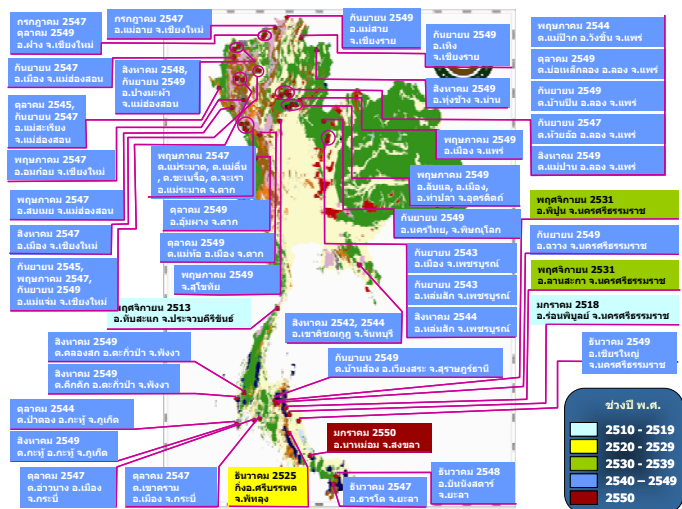 กรกฎาคม 2547
ตุลาคม 2549
อ.ฝาง จ.เชียงใหม่
กรกฎาคม 2547
อ.แม่อาย จ.เชียงใหม่
กันยายน 2549
อ.แม่สาย
จ.เชียงราย
กันยายน 2549
อ.เทิง
จ.เชียงราย
พฤษภาคม 2544
ต.แม่ป๊าก อ.วังชิ้น จ.แพร่
กันยายน 2547
อ.เมือง จ.แม่ฮ่องสอน
สิงหาคม 2548,
กันยายน 2549
อ.ปางมะผ้า
จ.แม่ฮ่องสอน
สิงหาคม 2549
อ.ทุ่งช้าง จ.น่าน
ตุลาคม 2549
ต.บ่อเหล็กลอง อ.ลอง จ.แพร่
กันยายน 2549
ต.บ้านปิน อ.ลอง จ.แพร่
กันยายน 2547
ต.ห้วยอ้อ อ.ลอง จ.แพร่
สิงหาคม 2549
ต.แม่ปาน อ.ลอง จ.แพร่
ตุลาคม 2545,
กันยายน 2547
อ.แม่สะเรียง
จ.แม่ฮ่องสอน
พฤษภาคม 2549
อ.เมือง จ.แพร่
พฤษภาคม 2547
อ.อมก๋อย จ.เชียงใหม่
พฤษภาคม 2547
ต.แม่ระมาด, ต.แม่ตื่น
, ต.ขะเนจื้อ, ต.จะเรา
อ.แม่ระมาด จ.ตาก
พฤษภาคม 2549
อ.ลับแล, อ.เมือง,
อ.ท่าปลา จ.อุตรดิตถ์
พฤษภาคม 2547
อ.สบเมย จ.แม่ฮ่องสอน
พฤศจิกายน 2531
อ.พิปูน จ.นครศรีธรรมราช
ตุลาคม 2549
อ.อุ้มผาง จ.ตาก
กันยายน 2549
อ.นครไทย, จ.พิษณุโลก
สิงหาคม 2547
อ.เมือง จ.เชียงใหม่
กันยายน 2549
อ.ฉวาง จ.นครศรีธรรมราช
ตุลาคม 2549
ต.แม่ท้อ อ.เมือง จ.ตาก
กันยายน 2543
อ.เมือง จ.เพชรบูรณ์
กันยายน 2545,
พฤษภาคม 2547,
กันยายน 2549
อ.แม่แจ่ม จ.เชียงใหม่
พฤษภาคม 2549
จ.สุโขทัย
กันยายน 2543
อ.หล่มสัก จ.เพชรบูรณ์
พฤศจิกายน 2531
อ.ลานสะกา จ.นครศรีธรรมราช
มกราคม 2518
อ.ร่อนพิบูลย์ จ.นครศรีธรรมราช
พฤศจิกายน 2513
อ.ทับสะแก จ.ประจวบคีรีขันธ์
สิงหาคม 2542, 2544
อ.เขาคิชฌกูฏ จ.จันทบุรี
สิงหาคม 2544
อ.หล่มสัก จ.เพชรบูรณ์
สิงหาคม 2549
ต.คลองสก อ.ตะกั่วป่า จ.พังงา
กันยายน 2549
ต.บ้านส้อง อ.เวียงสระ จ.สุราษฎร์ธานี
ธันวาคม 2549
อ.เชียรใหญ่
จ.นครศรีธรรมราช
สิงหาคม 2549
ต.คึกคัก อ.ตะกั่วป่า จ.พังงา
ตุลาคม 2544
ต.ป่าตอง อ.กะทู้ จ.ภูเก็ต
สิงหาคม 2549
ต.กะทู้ อ.กะทู้ จ.ภูเก็ต
มกราคม 2550
อ.นาหม่อม จ.สงขลา
ตุลาคม 2547
ต.อ่าวนาง อ.เมือง
จ.กระบี่
ตุลาคม 2547
ต.เขาคราม
อ.เมือง จ.กระบี่
ธันวาคม 2525
กิ่งอ.ศรีบรรพต
จ.พัทลุง
ธันวาคม 2547
อ.ธารโต จ.ยะลา
ธันวาคม 2548
อ.บันนังสตาร์
จ.ยะลา
ช่วงปี พ.ศ.
2510 - 2519
2520 - 2529
2530 - 2539
2540 – 2549
2550